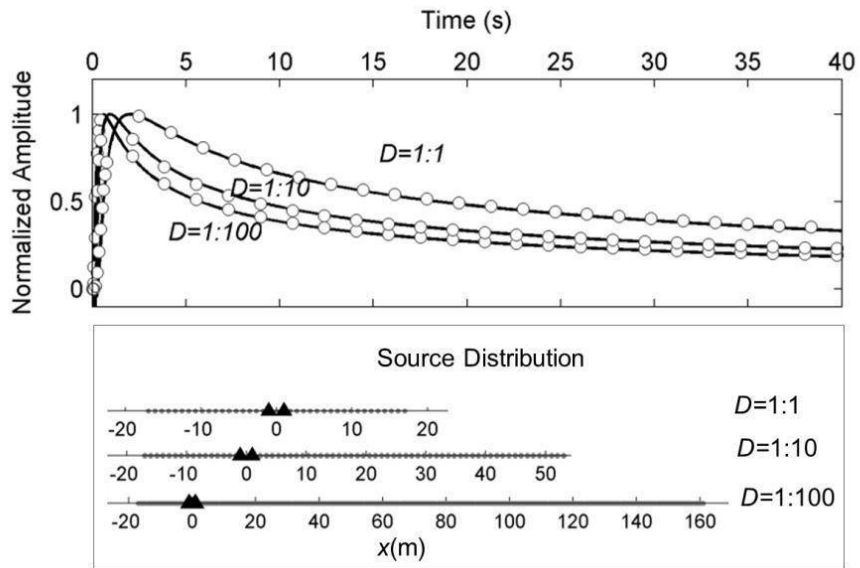 Time (s)
0 5 10 15 20 25 30 35 40
Normalized Amplitude
1
0.5
0
D=1:1
D=1:10
D=1:100
Source Distribution
D=1:1
-20 -10 0 10 20
D=1:10
-20 -10 0 10 20 30 40 50
D=1:100
-20 0 20 40 60 80 100 120 140 160
x(m)